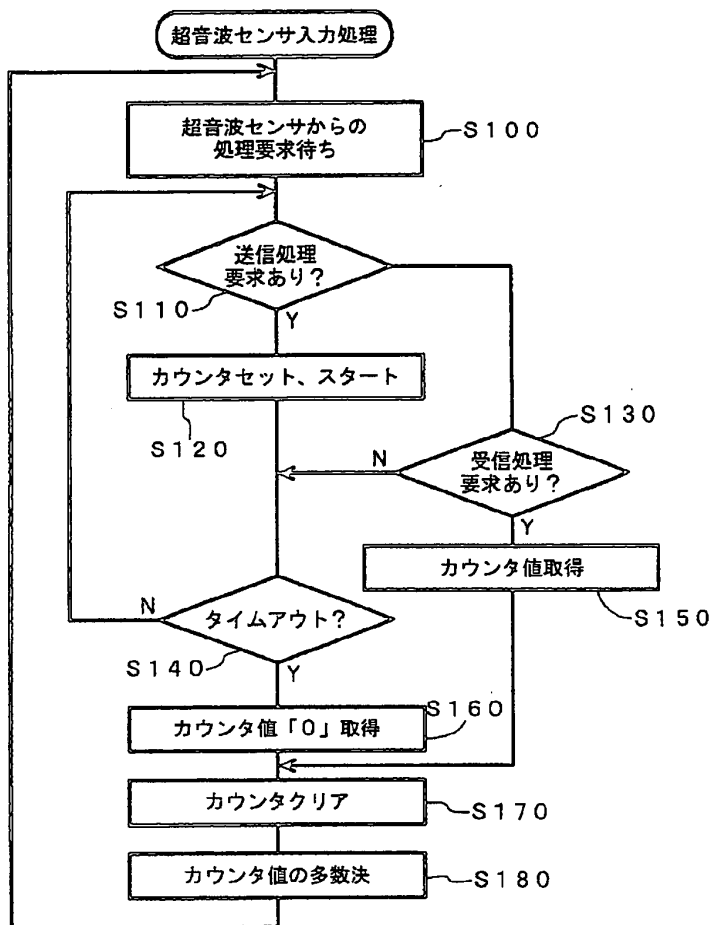 超音波センサ入力処理
超音波センサからの
処理要求待ち
S100
送信処理
要求あり？
S110
Y
カウンタセット、スタート
S120
S130
N
受信処理
要求あり？
Y
カウンタ値取得
S150
N
タイムアウト？
S140
Y
S160
カウンタ値「0」取得
カウンタクリア
S170
カウンタ値の多数決
S180